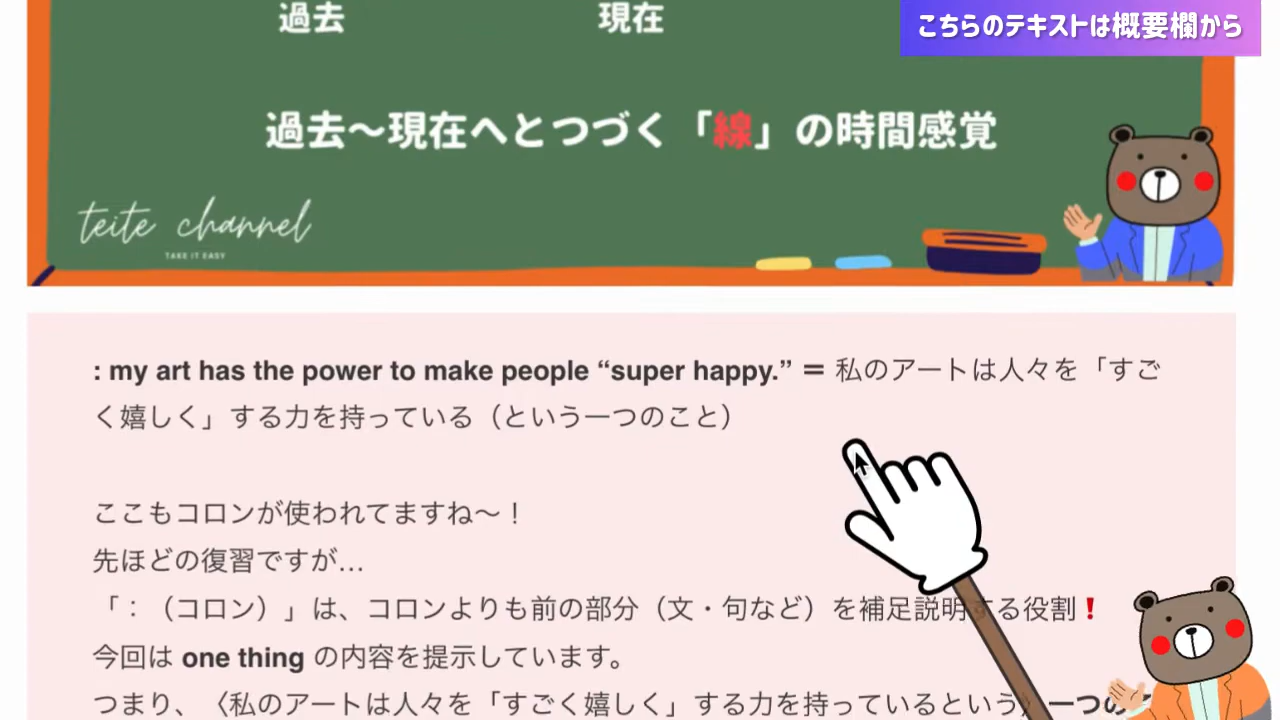 過去 現在
こちらのテキストは概要欄から
過去〜現在へとつづく「線」の時間感覚
teite channel
TAKE IT EASY
: my art has the power to make people “super happy.” ＝ 私のアートは人々を「すご
く嬉しく」する力を持っている（という一つのこと）
ここもコロンが使われてますね〜！
先ほどの復習ですが…
「：（コロン）」は、コロンよりも前の部分（文・句など）を補足説明する役割❗
今回は one thing の内容を提示しています。
つまり、〈私のアートは人々を「すごく嬉しく」する力を持っているという〉一つの